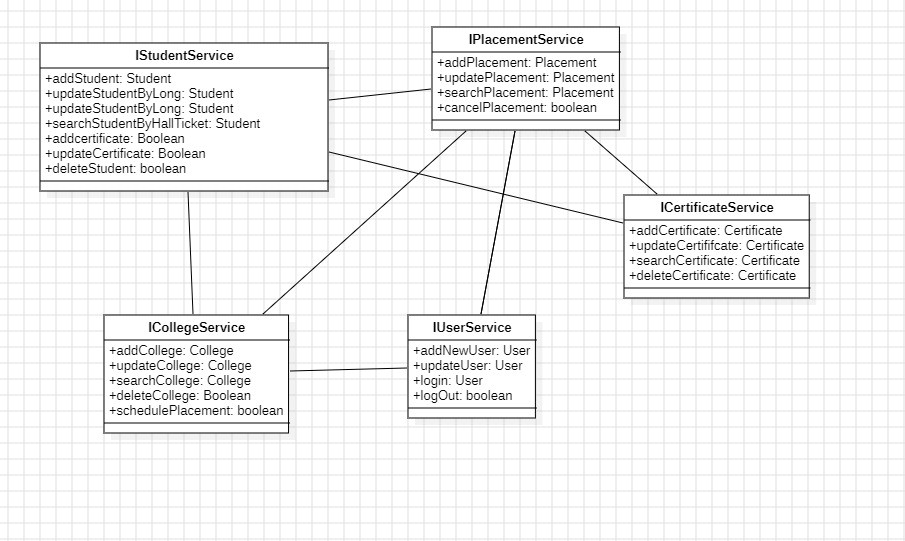 IStudentService
+addStudent: Student
+updateStudentByLong: Student
+updateStudentByLong: Student
+searchStudentByHallTicket: Student
+addcertificate: Boolean
+updateCertificate: Boolean
+deleteStudent: boolean
IPlacementService
+addPlacement: Placement
+updatePlacement: Placement
+searchPlacement: Placement
+cancelPlacement: boolean
ICertificateService
+addCertificate: Certificate
+updateCertififcate: Certificate
+searchCertificate: Certificate
+deleteCertificate: Certificate
ICollegeService
+addCollege: College
+updateCollege: College
+searchCollege: College
+deleteCollege: Boolean
+schedulePlacement: boolean
IUserService
+addNewUser: User
+updateUser: User
+login: User
+logOut: boolean